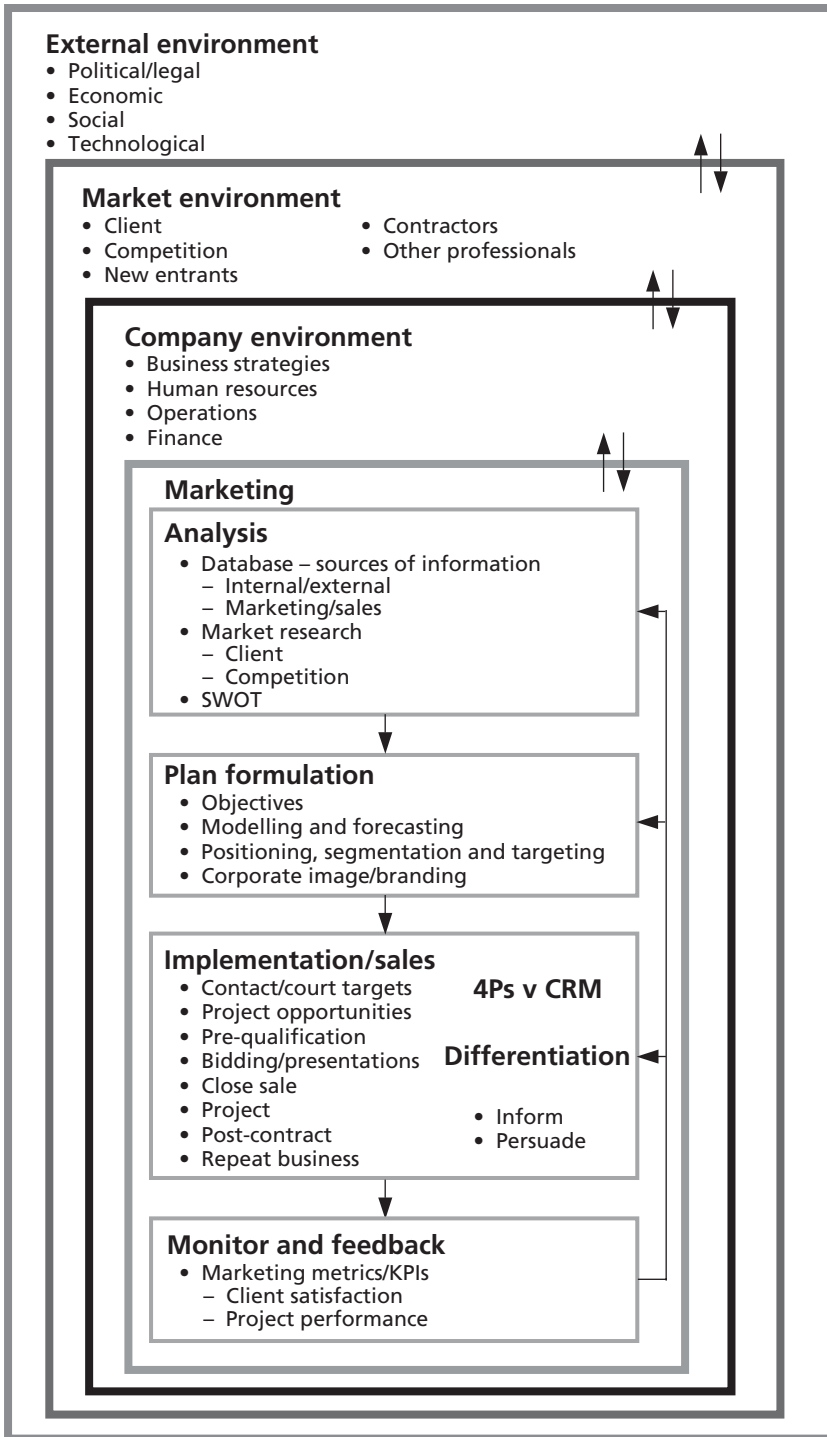 External environment
• Political/legal
• Economic
• Social
• Technological
Market environment
• Client
• Competition
• New entrants
• Contractors
• Other professionals
Company environment
• Business strategies
• Human resources
• Operations
• Finance
Marketing
Analysis
• Database – sources of information
– Internal/external
– Marketing/sales
• Market research
– Client
– Competition
• SWOT
Plan formulation
• Objectives
• Modelling and forecasting
• Positioning, segmentation and targeting
• Corporate image/branding
Implementation/sales
• Contact/court targets
• Project opportunities
• Pre-qualification
• Bidding/presentations
• Close sale
• Project
• Post-contract
• Repeat business
4Ps v CRM
Differentiation
• Inform
• Persuade
Monitor and feedback
• Marketing metrics/KPIs
– Client satisfaction
– Project performance